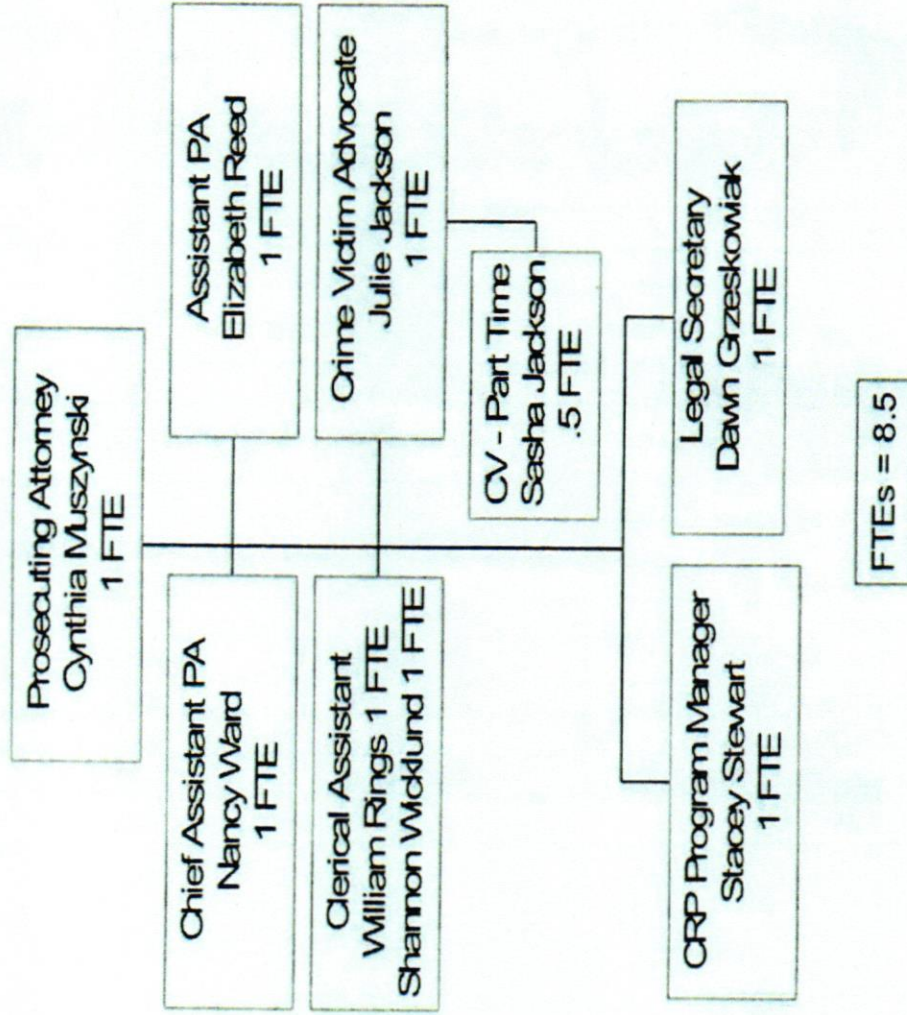 Prosecuting Attorney
Cynthia Muszynski
1 FTE
Chief Assistant PA
Nancy Ward
1 FTE
Assistant PA
Elizabeth Reed
1 FTE
Clerical Assistant
William Rings 1 FTE
Shannon Wicklund 1 FTE
Crime Victim Advocate
Julie Jackson
1 FTE
CV - Part Time
Sasha Jackson
.5 FTE
CRP Program Manager
Stacey Stewart
1 FTE
Legal Secretary
Dawn Grzeskowiak
1 FTE
FTEs = 8.5